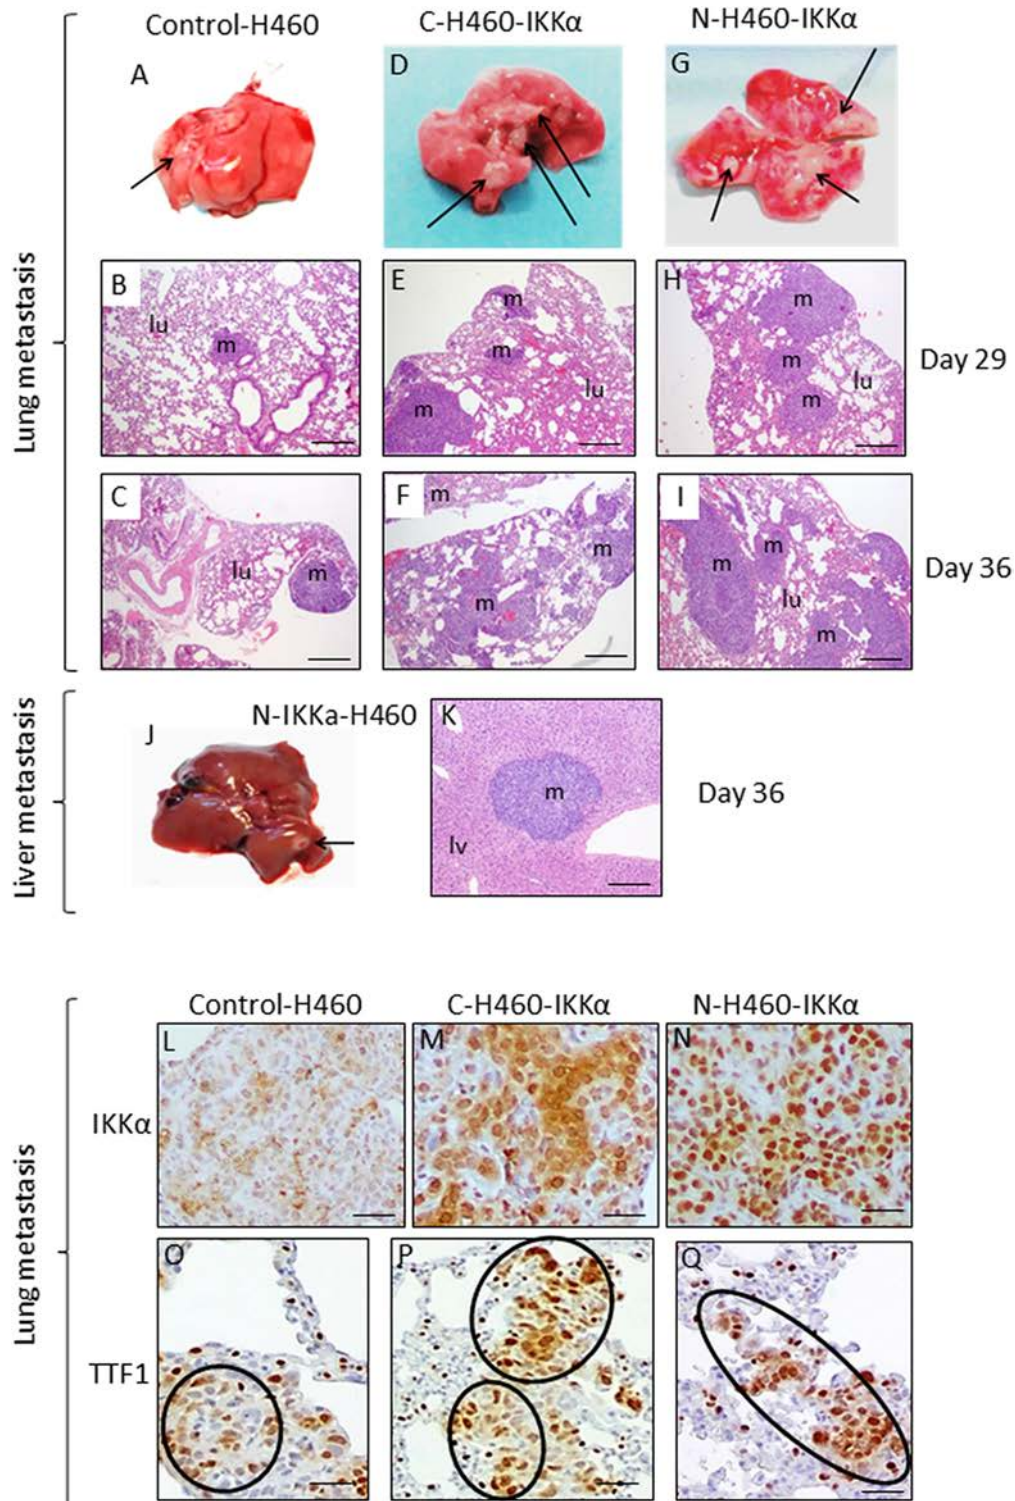 Control-H460
C-H460-IKKα
N-H460-IKKα
A
D
G
Lung metastasis
B
lu
m
E
m
m
m
lu
H
m
m
m
lu
Day 29
C
lu
m
F
m
m
m
I
m
m
lu
m
Day 36
Liver metastasis
N-IKKa-H460
J
K
m
lv
Day 36
Control-H460
C-H460-IKKα
N-H460-IKKα
Lung metastasis
IKKα
L
M
N
TTF1
O
P
Q